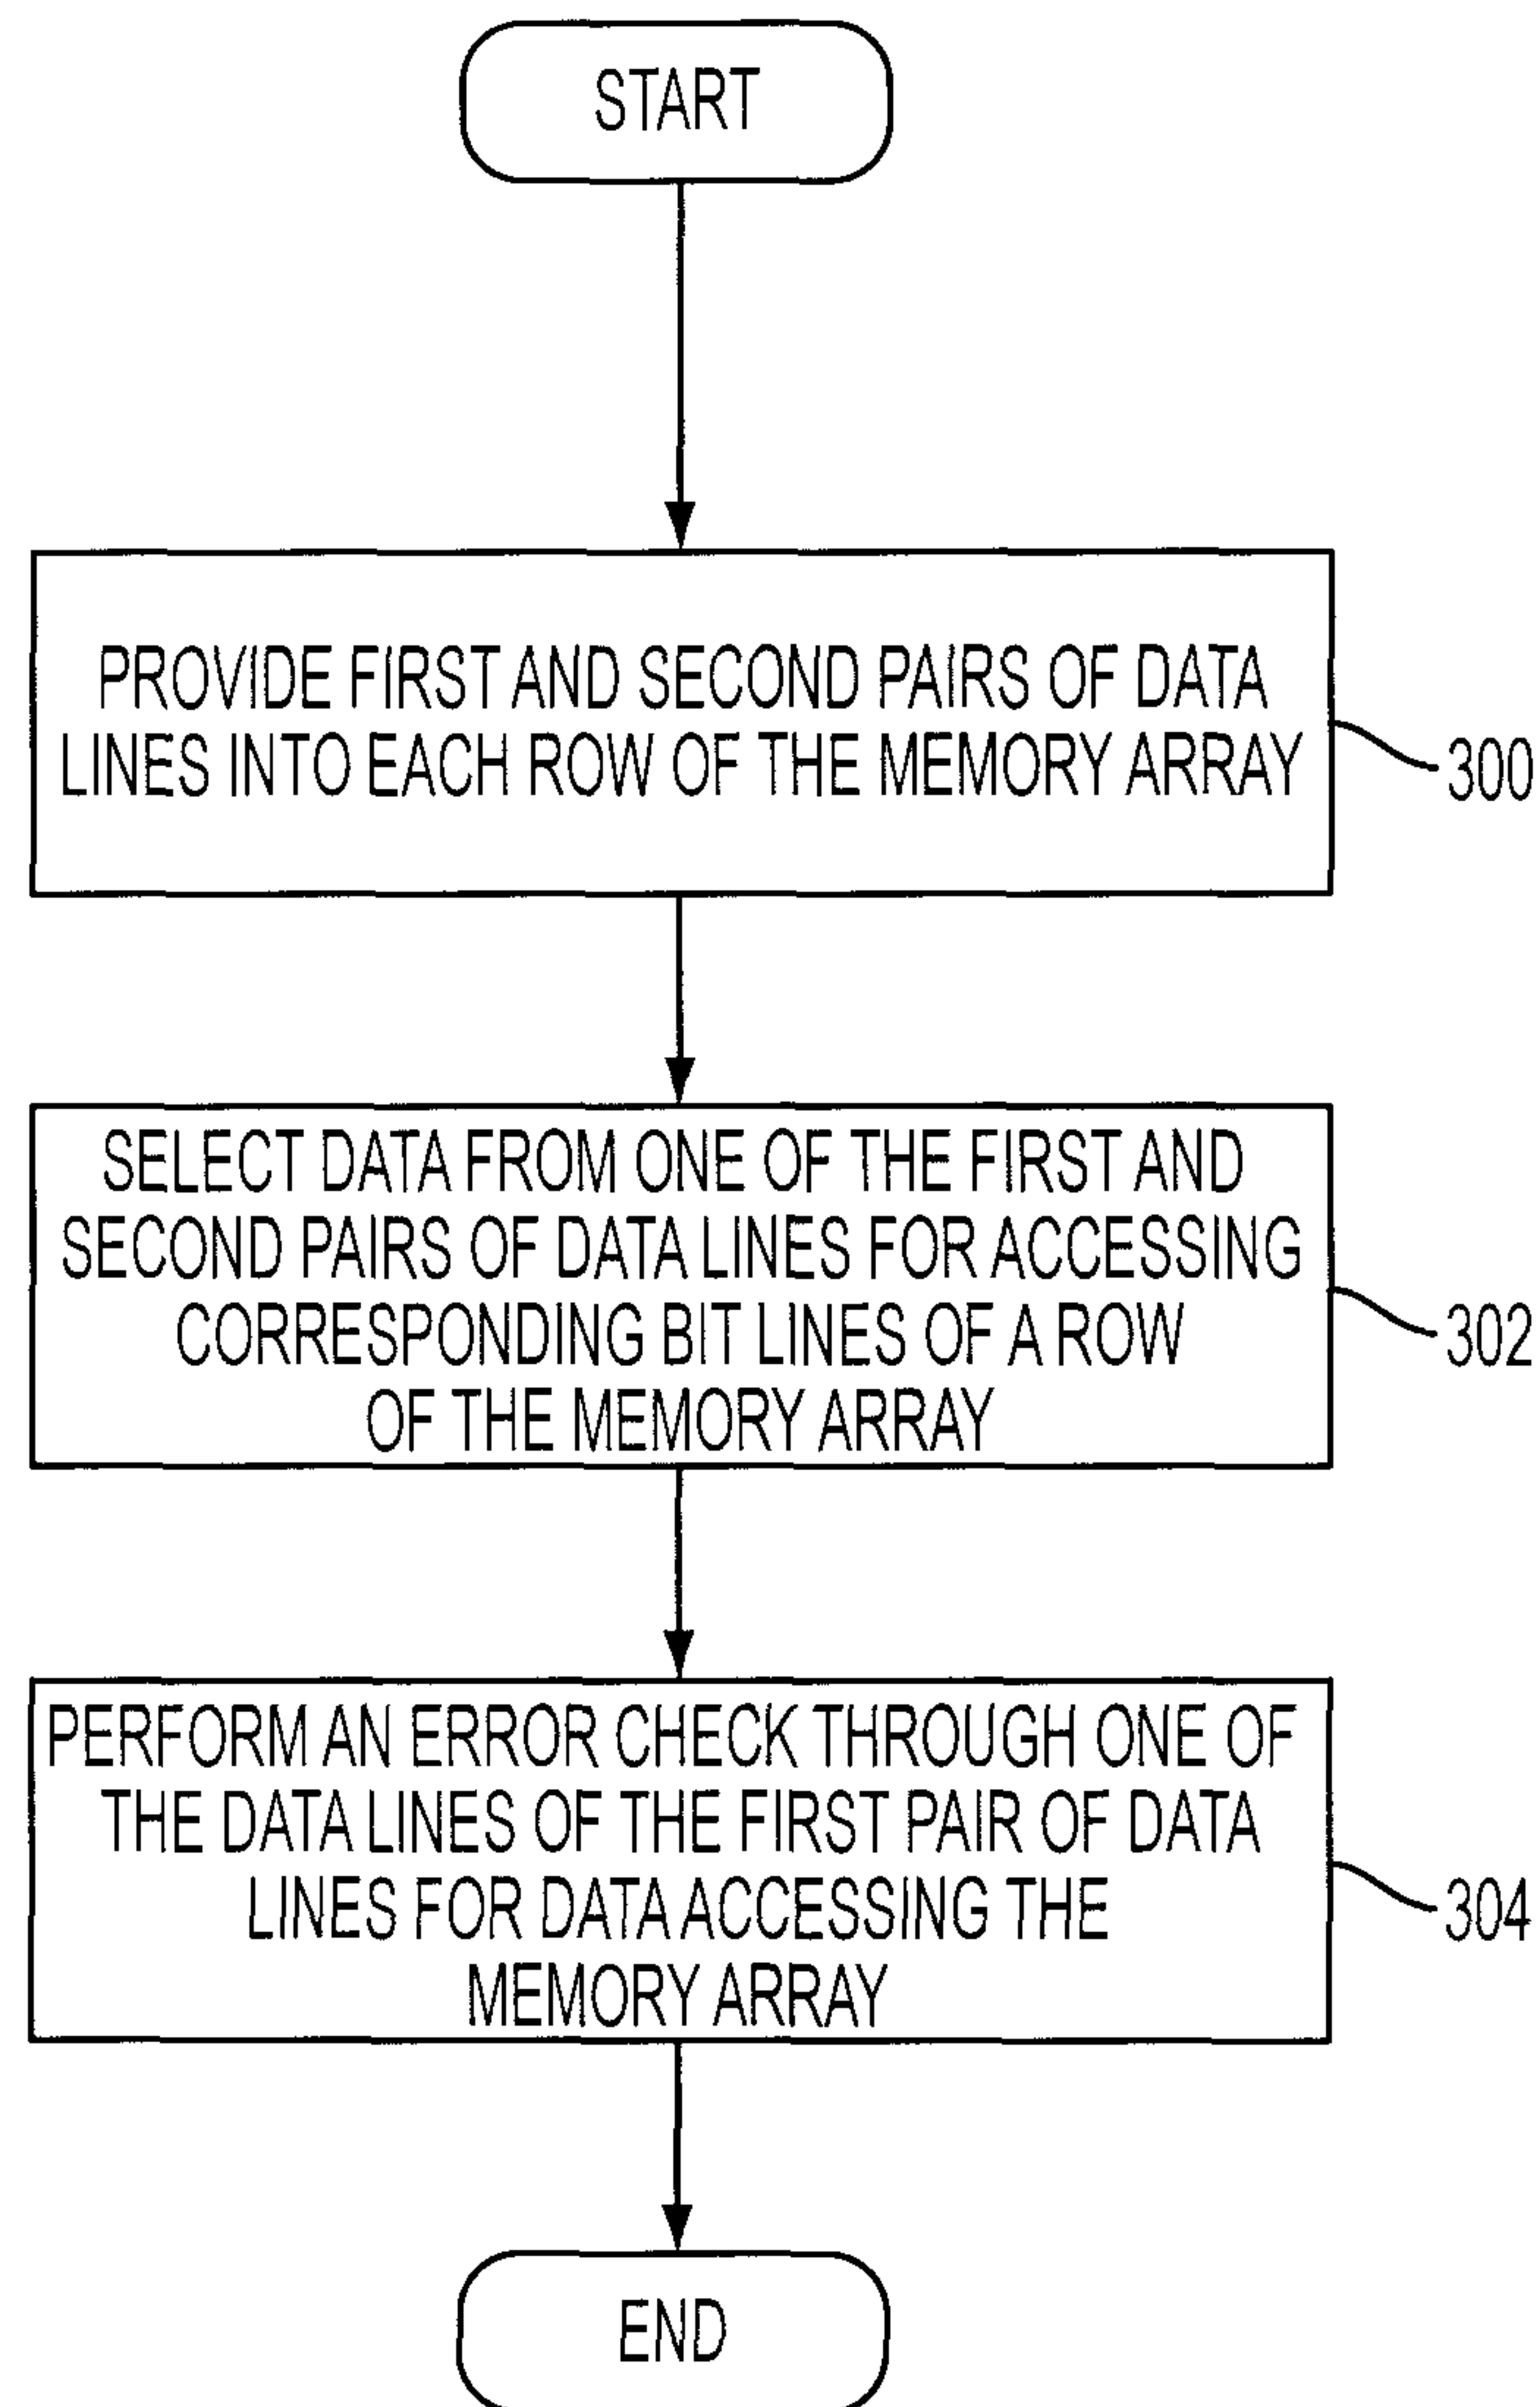 START
PROVIDE FIRST AND SECOND PAIRS OF DATA
LINES INTO EACH ROW OF THE MEMORY ARRAY
300
SELECT DATA FROM ONE OF THE FIRST AND
SECOND PAIRS OF DATA LINES FOR ACCESSING
CORRESPONDING BIT LINES OF A ROW
OF THE MEMORY ARRAY
302
PERFORM AN ERROR CHECK THROUGH ONE OF
THE DATA LINES OF THE FIRST PAIR OF DATA
LINES FOR DATA ACCESSING THE
MEMORY ARRAY
304
END